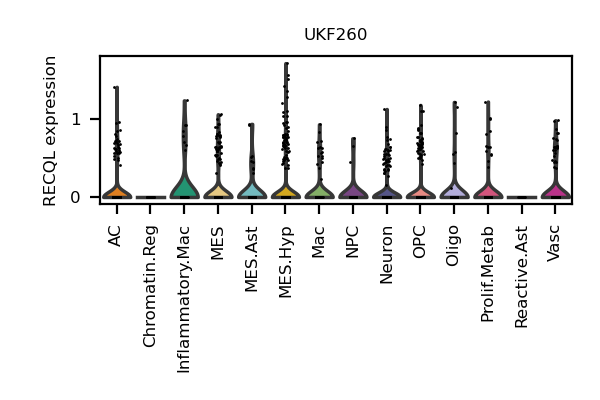 UKF260
RECQL expression
1
0
AC
Chromatin.Reg
Inflammatory.Mac
MES
MES.Ast
MES.Hyp
Mac
NPC
Neuron
OPC
Oligo
Prolif.Metab
Reactive.Ast
Vasc